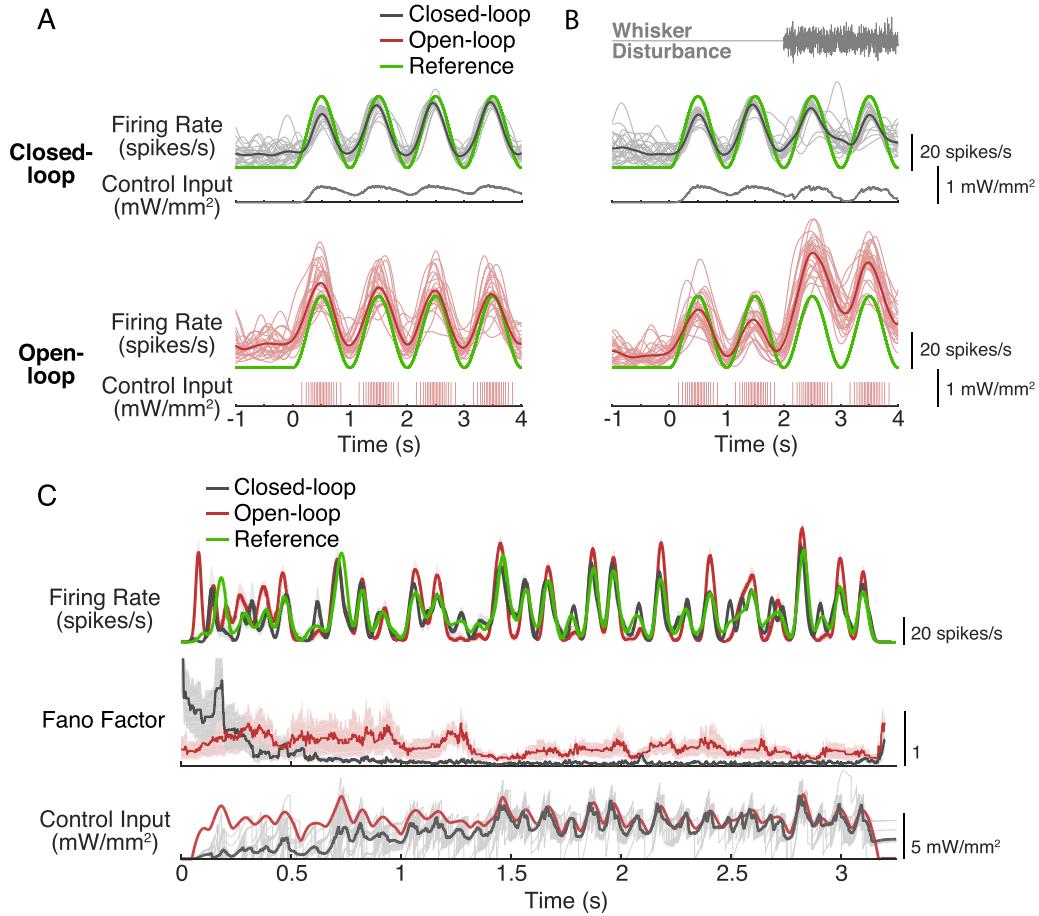 A
Closed-loop
Open-loop
Reference
B
Whisker
Disturbance
Closed-
loop
Firing Rate
(spikes/s)
Control Input
(mW/mm²)
20 spikes/s
1 mW/mm²
Open-
loop
Firing Rate
(spikes/s)
Control Input
(mW/mm²)
20 spikes/s
1 mW/mm²
-1 0 1 2 3 4
Time (s)
-1 0 1 2 3 4
Time (s)
C
Closed-loop
Open-loop
Reference
Firing Rate
(spikes/s)
20 spikes/s
Fano Factor
1
Control Input
(mW/mm²)
5 mW/mm²
0 0.5 1 1.5 2 2.5 3
Time (s)